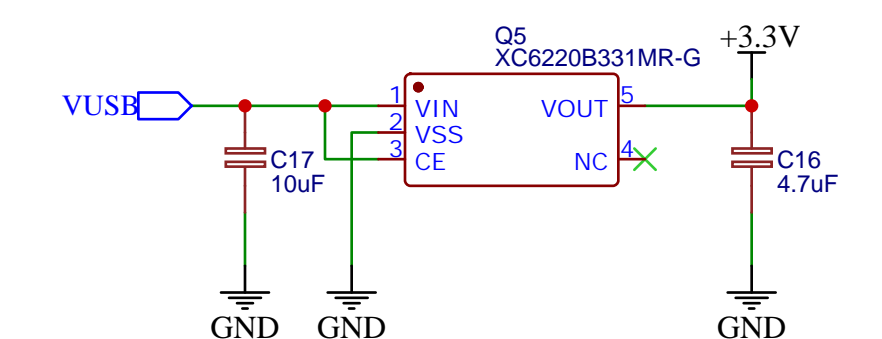 Q5
XC6220B331MR-G
+3.3V
VUSB
1
VIN
2
VSS
3
CE
VOUT
5
NC
4
C17
10uF
C16
4.7uF
GND
GND
GND